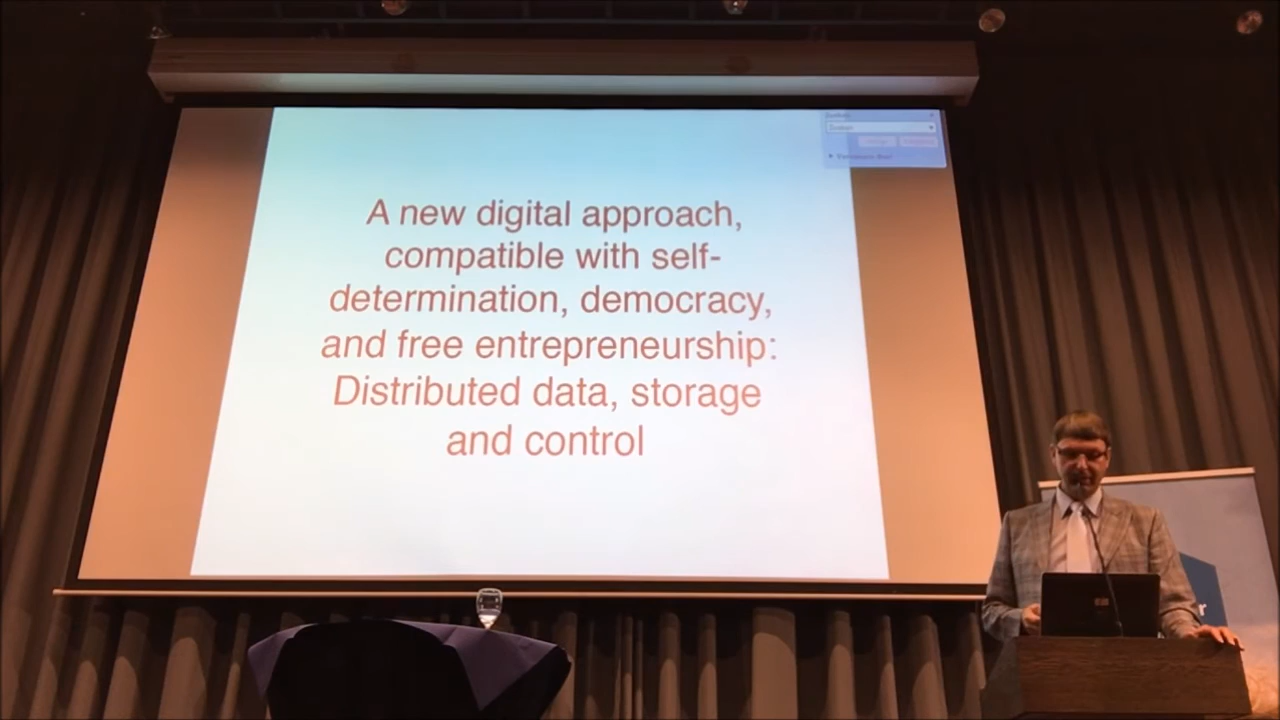 A new digital approach,
compatible with self-
determination, democracy,
and free entrepreneurship:
Distributed data, storage
and control